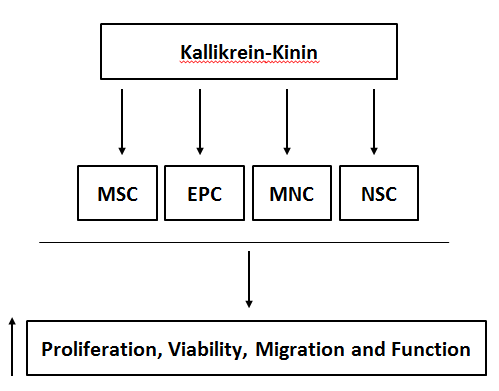 Kallikrein-Kinin
MSC EPC MNC NSC
Proliferation, Viability, Migration and Function